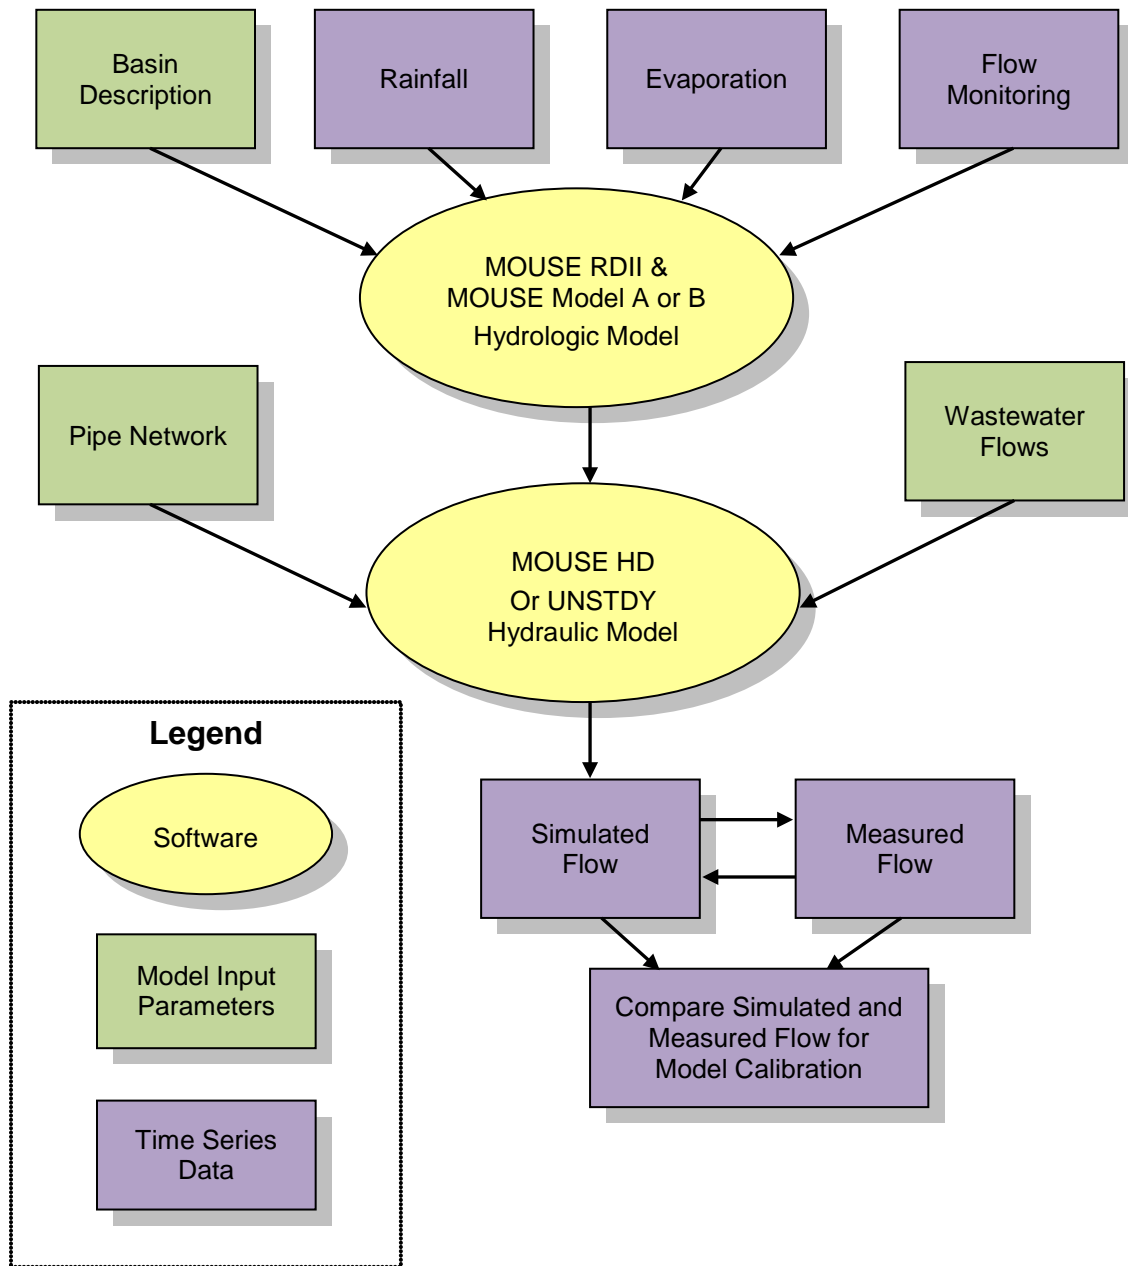 Basin
Description
Rainfall
Evaporation
Flow
Monitoring
MOUSE RDII &
MOUSE Model A or B
Hydrologic Model
Pipe Network
Wastewater
Flows
MOUSE HD
Or UNSTDY
Hydraulic Model
Legend
Software
Model Input
Parameters
Time Series
Data
Simulated
Flow
Measured
Flow
Compare Simulated and
Measured Flow for
Model Calibration